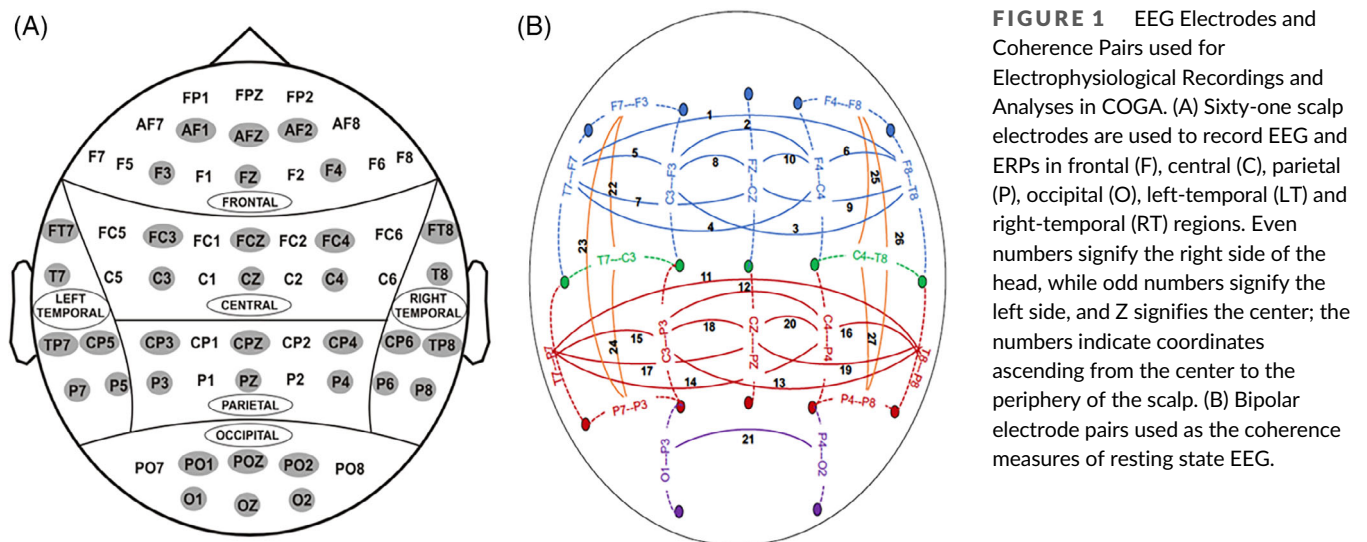 (A)
FP1 FPZ FP2
AF7 AF1 AFZ AF2 AF8
F7 F5 F3 F1 FZ F2 F4 F6 F8
FRONTAL
FT7 FC5 FC3 FC1 FCZ FC2 FC4 FC6 FT8
T7 C5 C3 C1 CZ C2 C4 C6 T8
LEFT TEMPORAL
CENTRAL
RIGHT TEMPORAL
TP7 CP5 CP3 CP1 CPZ CP2 CP4 CP6 TP8
P7 P5 P3 P1 PZ P2 P4 P6 P8
PARIETAL
OCCIPITAL
PO7 PO1 POZ PO2 PO8
O1 OZ O2
(B)
F7---F3
F4---F8
1
2
5
8
10
6
T7---F7
22
C3---F3
FZ---CZ
F4---C4
25
F8---T8
7
9
4
3
23
26
T7---C3
C4---T8
11
12
15
18
20
16
27
T7---P7
24
C3---P3
CZ---PZ
C4---P4
T8---P8
17
19
14
13
P7---P3
P4---P8
21
O1---P3
P4---O2
FIGURE 1 EEG Electrodes and
Coherence Pairs used for
Electrophysiological Recordings and
Analyses in COGA. (A) Sixty-one scalp
electrodes are used to record EEG and
ERPs in frontal (F), central (C), parietal
(P), occipital (O), left-temporal (LT) and
right-temporal (RT) regions. Even
numbers signify the right side of the
head, while odd numbers signify the
left side, and Z signifies the center; the
numbers indicate coordinates
ascending from the center to the
periphery of the scalp. (B) Bipolar
electrode pairs used as the coherence
measures of resting state EEG.